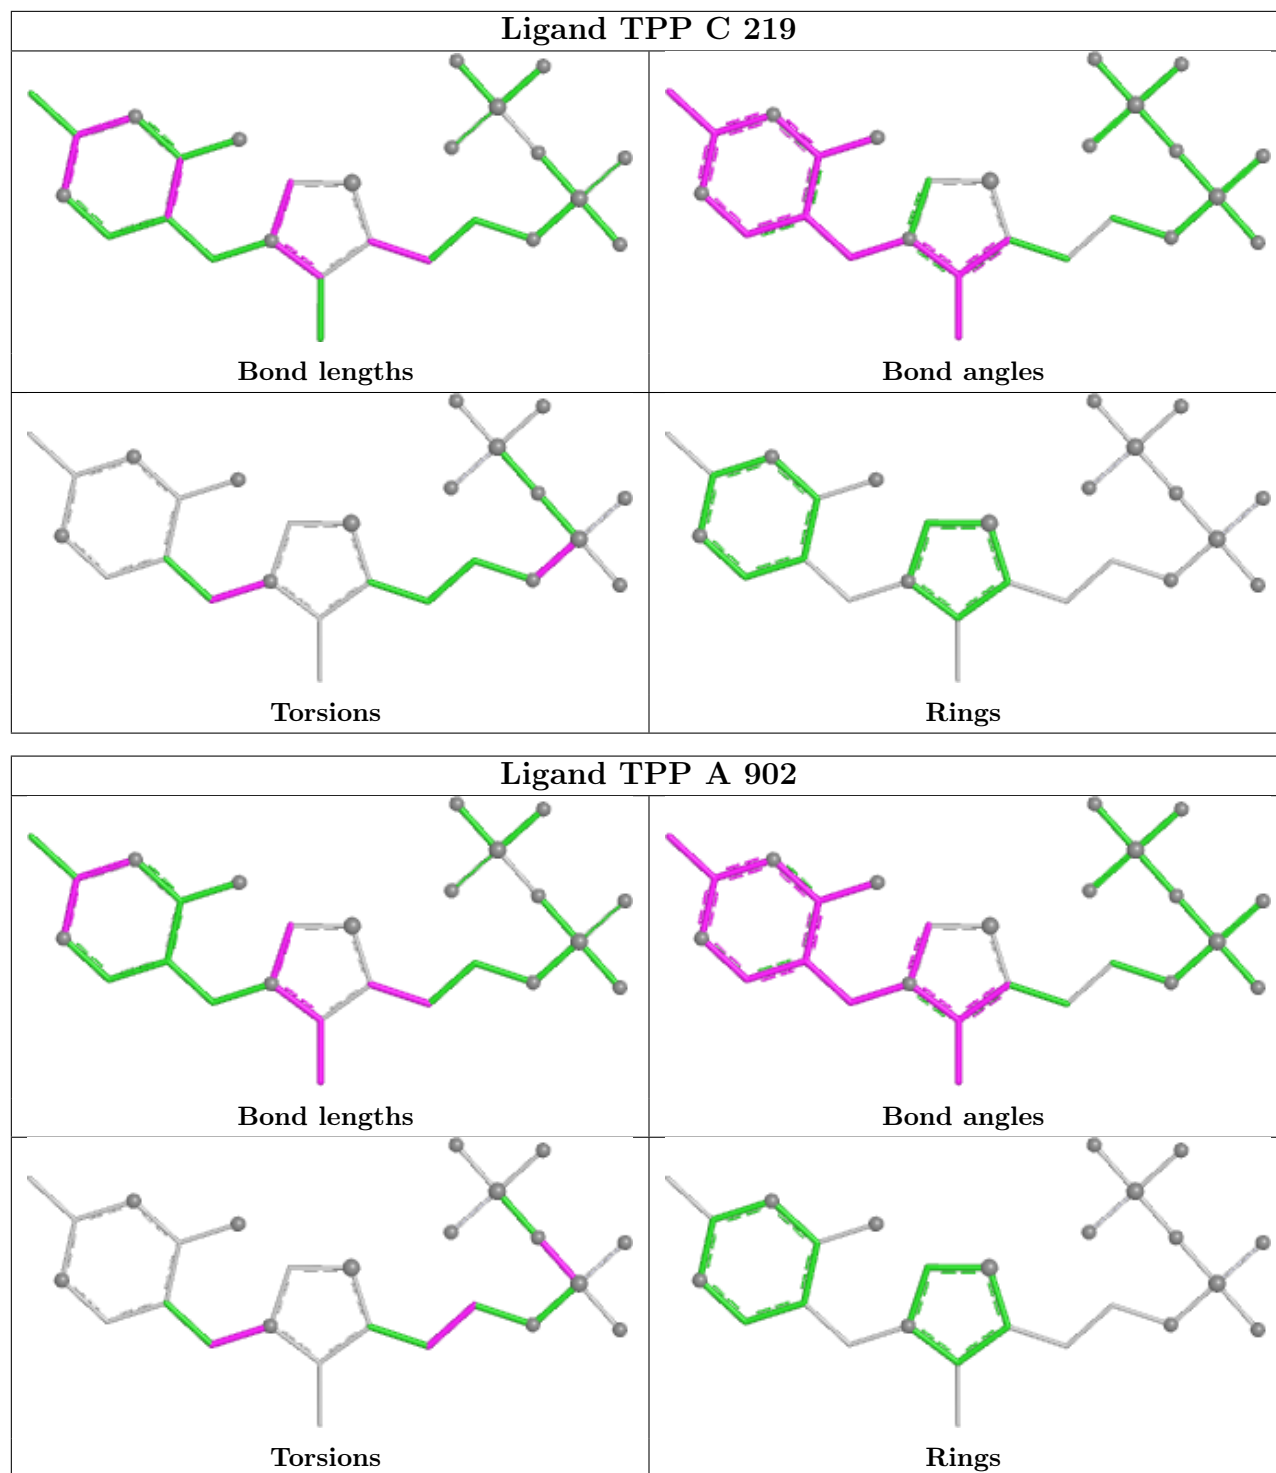 Ligand TPP C 219
Bond lengths
Bond angles
Torsions
Rings
Ligand TPP A 902
Bond lengths
Bond angles
Torsions
Rings